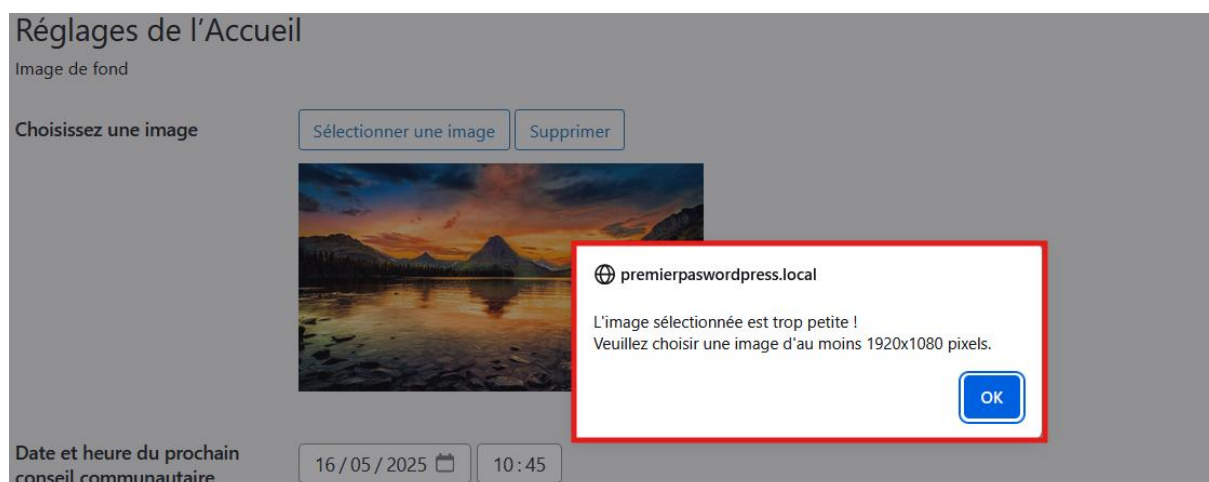 Réglages de l’Accueil
Image de fond
Choisissez une image
Sélectionner une image
Supprimer
premierpaswordpress.local
L'image sélectionnée est trop petite !
Veuillez choisir une image d'au moins 1920x1080 pixels.
OK
Date et heure du prochain
conseil communautaire
16/05/2025
10:45